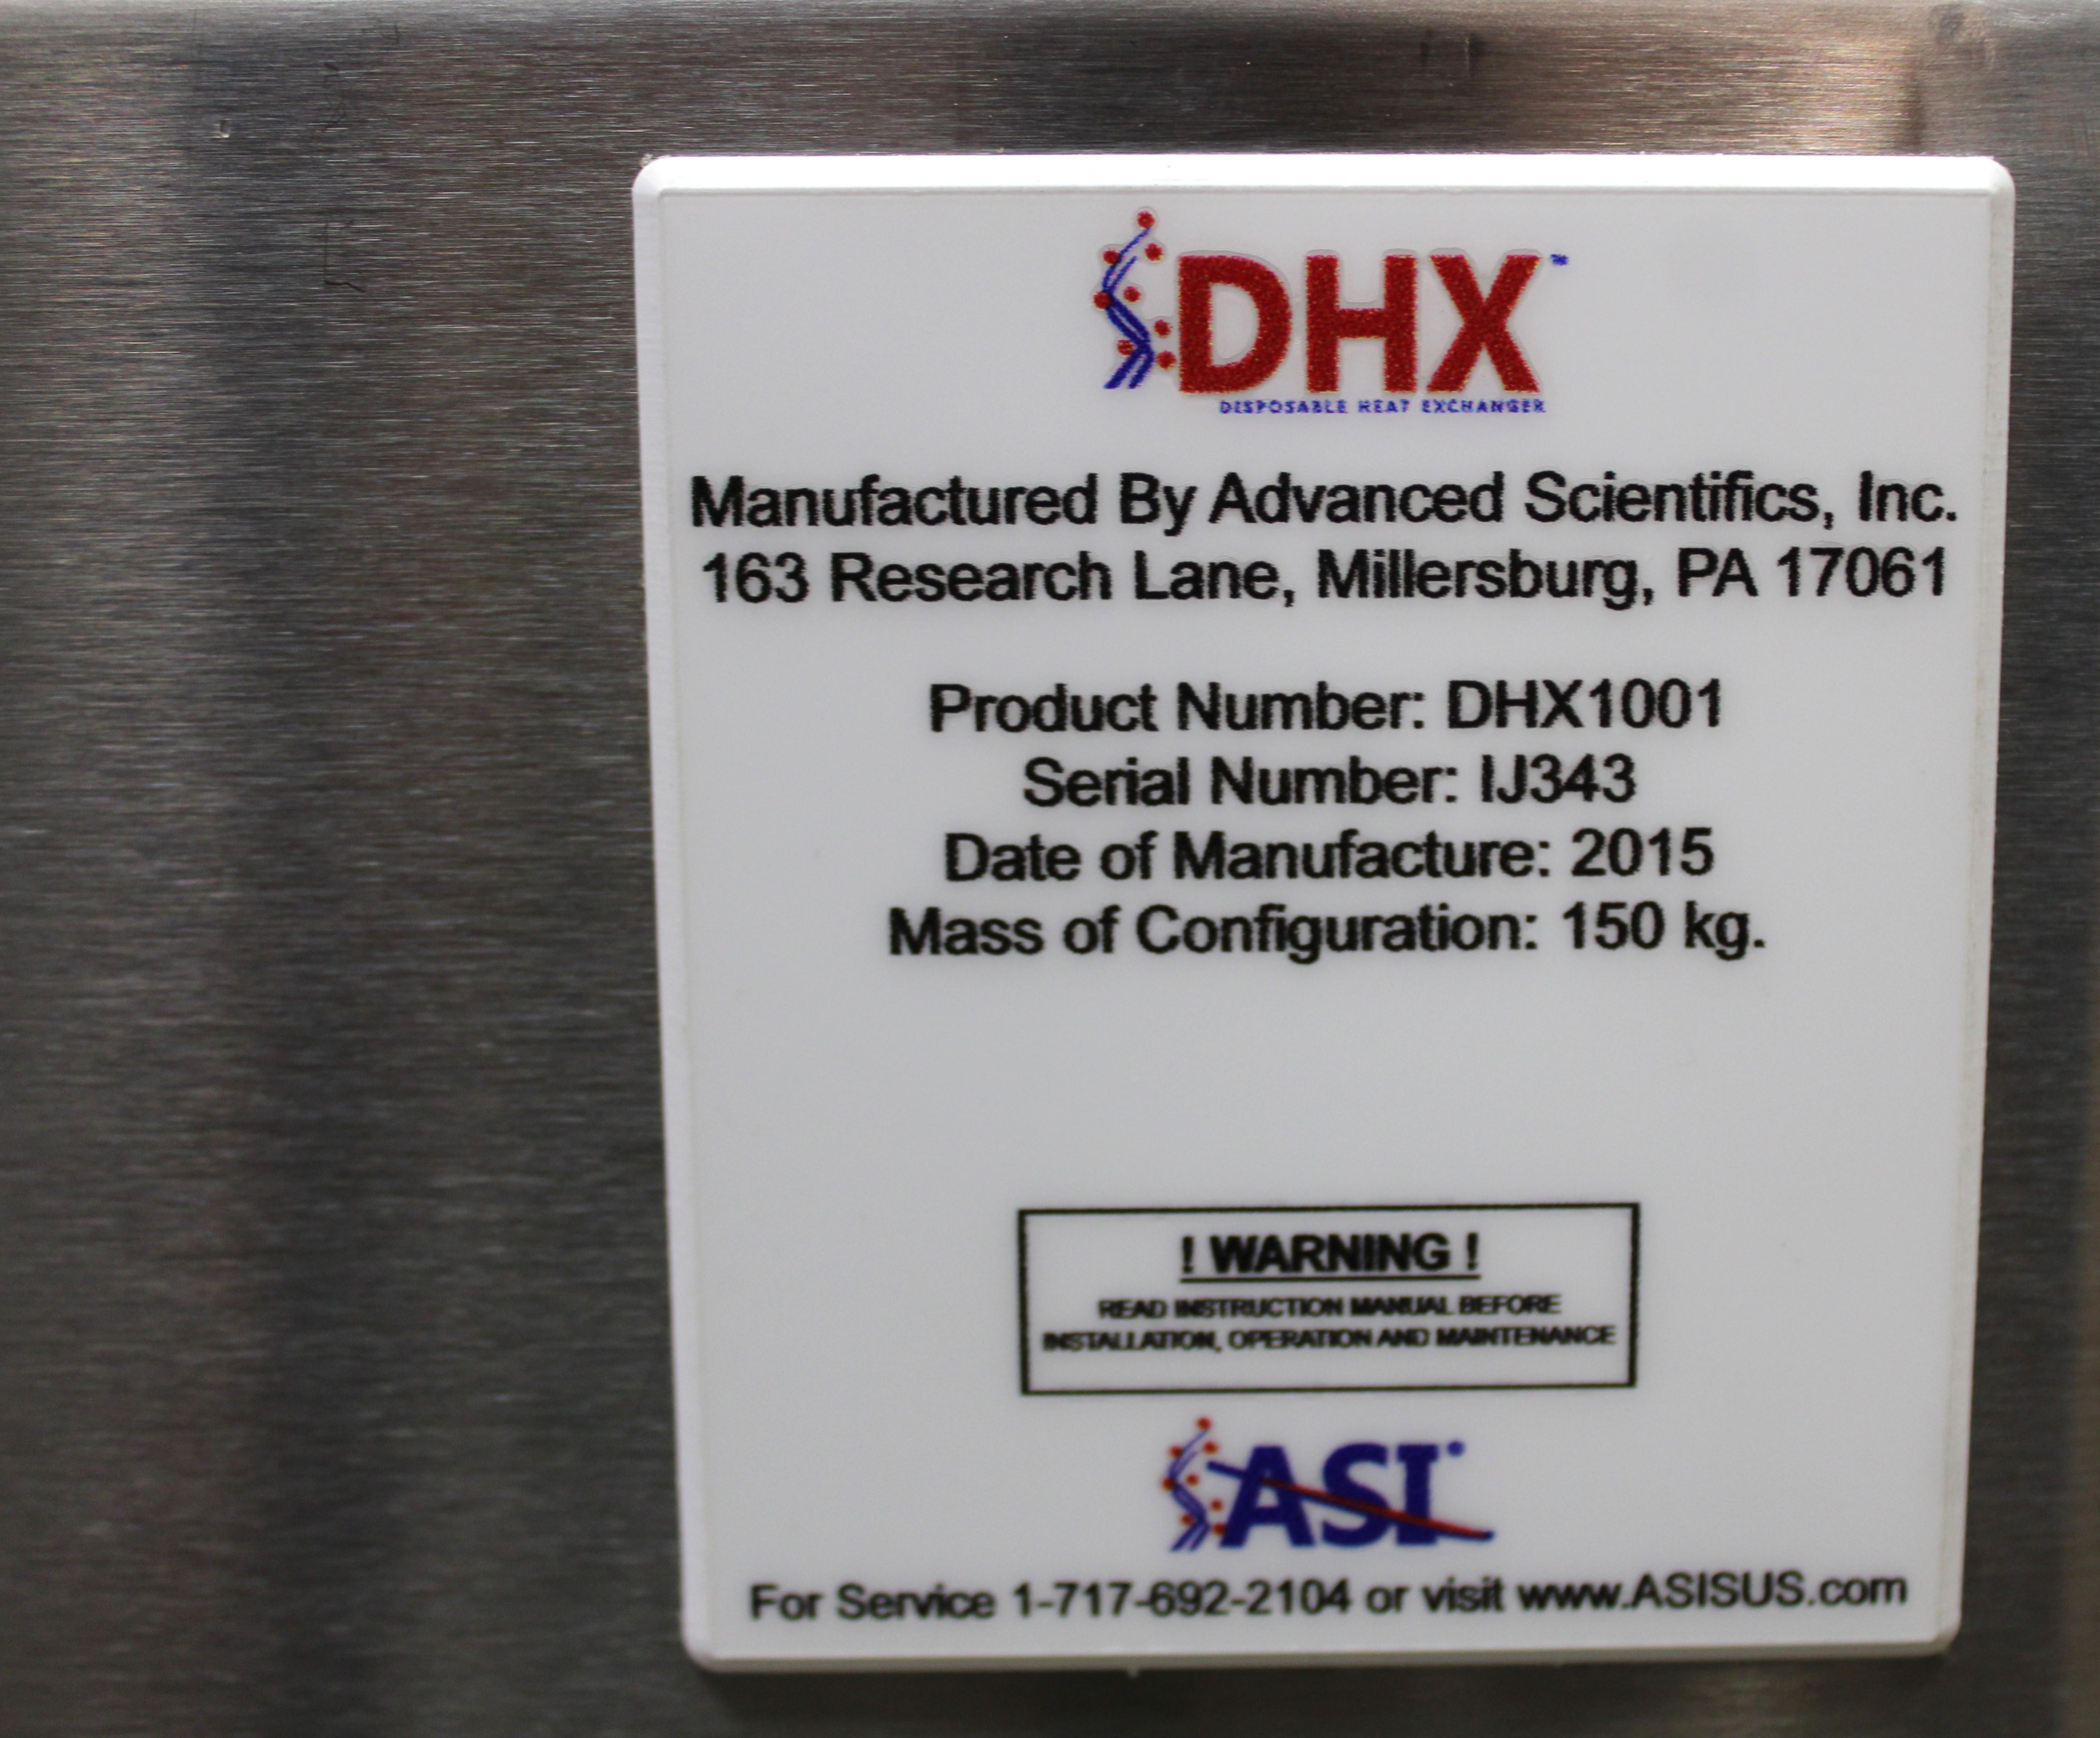 DHX™
DISPOSABLE HEAT EXCHANGER
Manufactured By Advanced Scientifics, Inc.
163 Research Lane, Millersburg, PA 17061
Product Number: DHX1001
Serial Number: IJ343
Date of Manufacture: 2015
Mass of Configuration: 150 kg.
! WARNING !
READ INSTRUCTION MANUAL BEFORE
INSTALLATION, OPERATION AND MAINTENANCE
ASI®
For Service 1-717-692-2104 or visit www.ASISUS.com